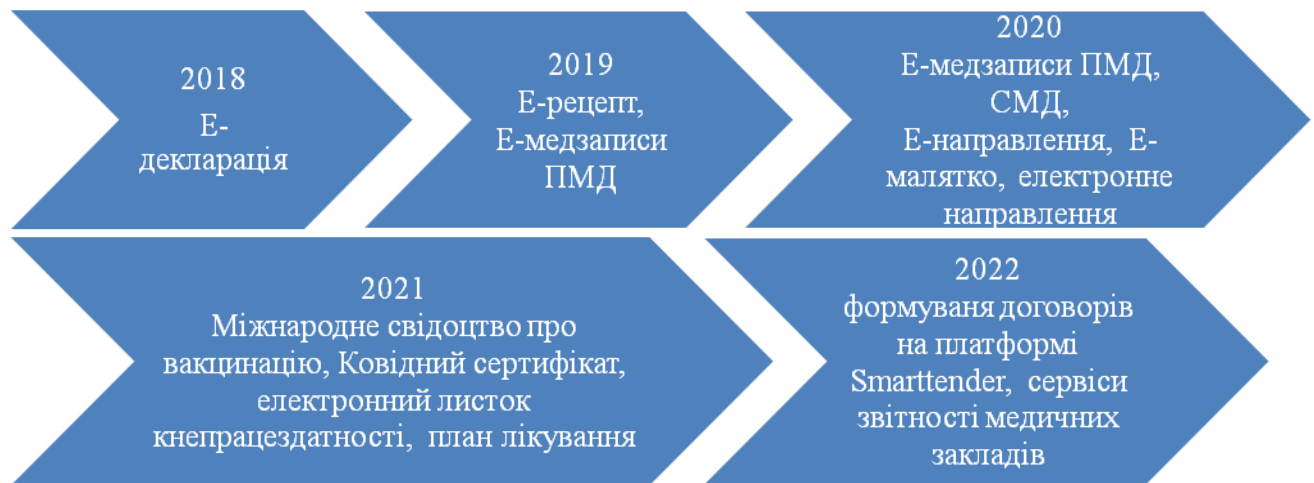 2018
Е-
декларація
2019
Е-рецепт,
Е-медзаписи
ПМД
2020
Е-медзаписи ПМД,
СМД,
Е-направлення, Е-
малятко, електронне
направлення
2021
Міжнародне свідоцтво про
вакцинацію, Ковідний сертифікат,
електронний листок
кнепрацездатності, план лікування
2022
формуваня договорів
на платформі
Smarttender, сервіси
звітності медичних
закладів